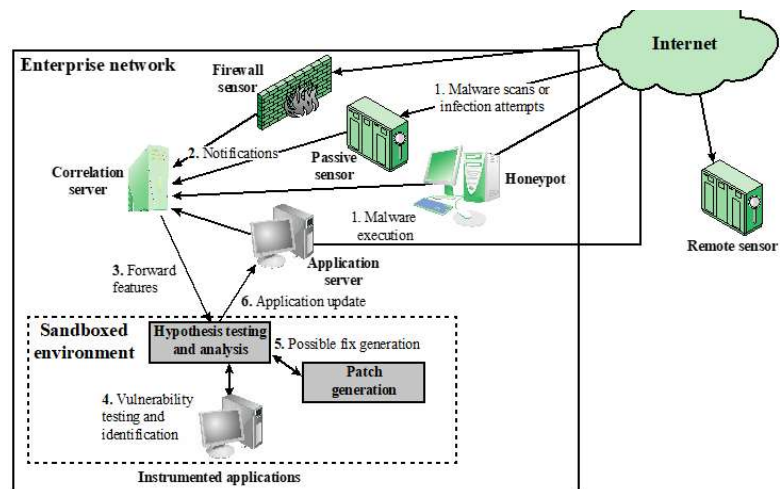 Internet
Enterprise network
Firewall
sensor
1. Malware scans or
infection attempts
2. Notifications
Passive
sensor
Correlation
server
Honeypot
1. Malware
execution
Remote sensor
Application
server
3. Forward
features
6. Application update
Sandboxed
environment
Hypothesis testing
and analysis
5. Possible fix generation
Patch
generation
4. Vulnerability
testing and
identification
Instrumented applications